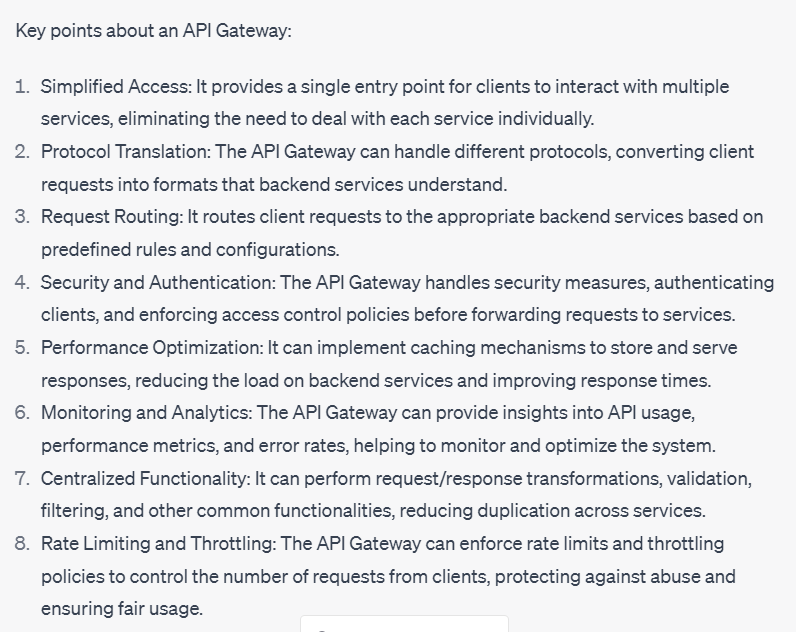 Key points about an API Gateway:
1. Simplified Access: It provides a single entry point for clients to interact with multiple
services, eliminating the need to deal with each service individually.
2. Protocol Translation: The API Gateway can handle different protocols, converting client
requests into formats that backend services understand.
3. Request Routing: It routes client requests to the appropriate backend services based on
predefined rules and configurations.
4. Security and Authentication: The API Gateway handles security measures, authenticating
clients, and enforcing access control policies before forwarding requests to services.
5. Performance Optimization: It can implement caching mechanisms to store and serve
responses, reducing the load on backend services and improving response times.
6. Monitoring and Analytics: The API Gateway can provide insights into API usage,
performance metrics, and error rates, helping to monitor and optimize the system.
7. Centralized Functionality: It can perform request/response transformations, validation,
filtering, and other common functionalities, reducing duplication across services.
8. Rate Limiting and Throttling: The API Gateway can enforce rate limits and throttling
policies to control the number of requests from clients, protecting against abuse and
ensuring fair usage.